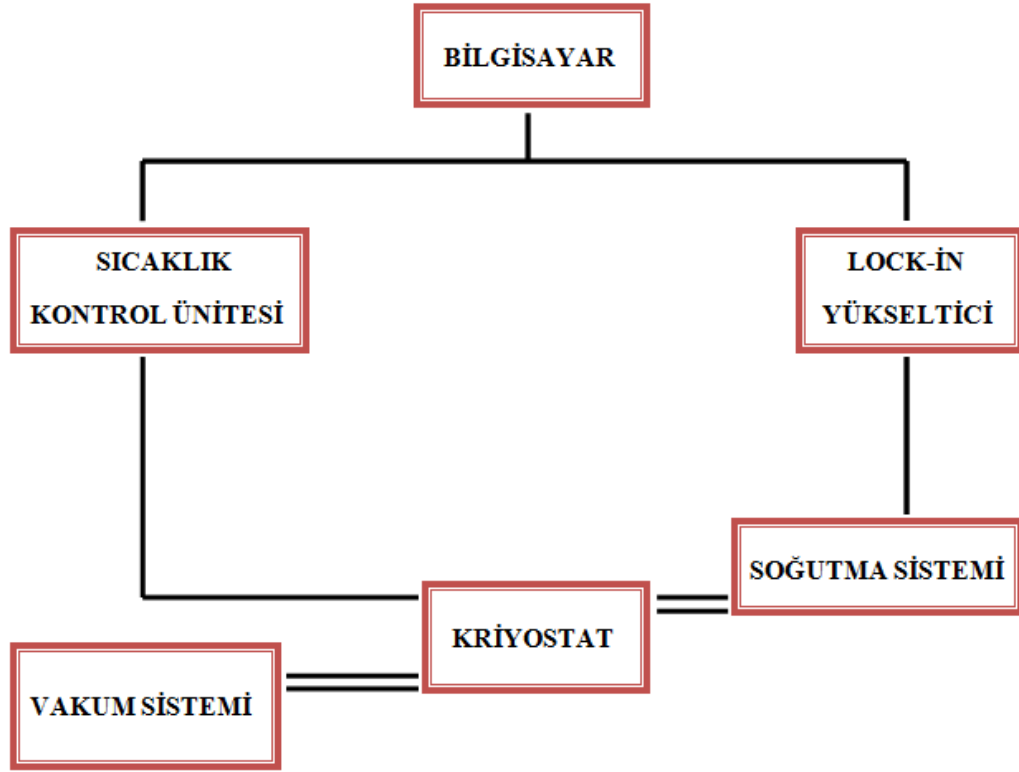 BİLGİSAYAR
SICAKLIK
KONTROL ÜNİTESİ
LOCK-İN
YÜKSELTİCİ
SOĞUTMA SİSTEMİ
KRİYOSTAT
VAKUM SİSTEMİ